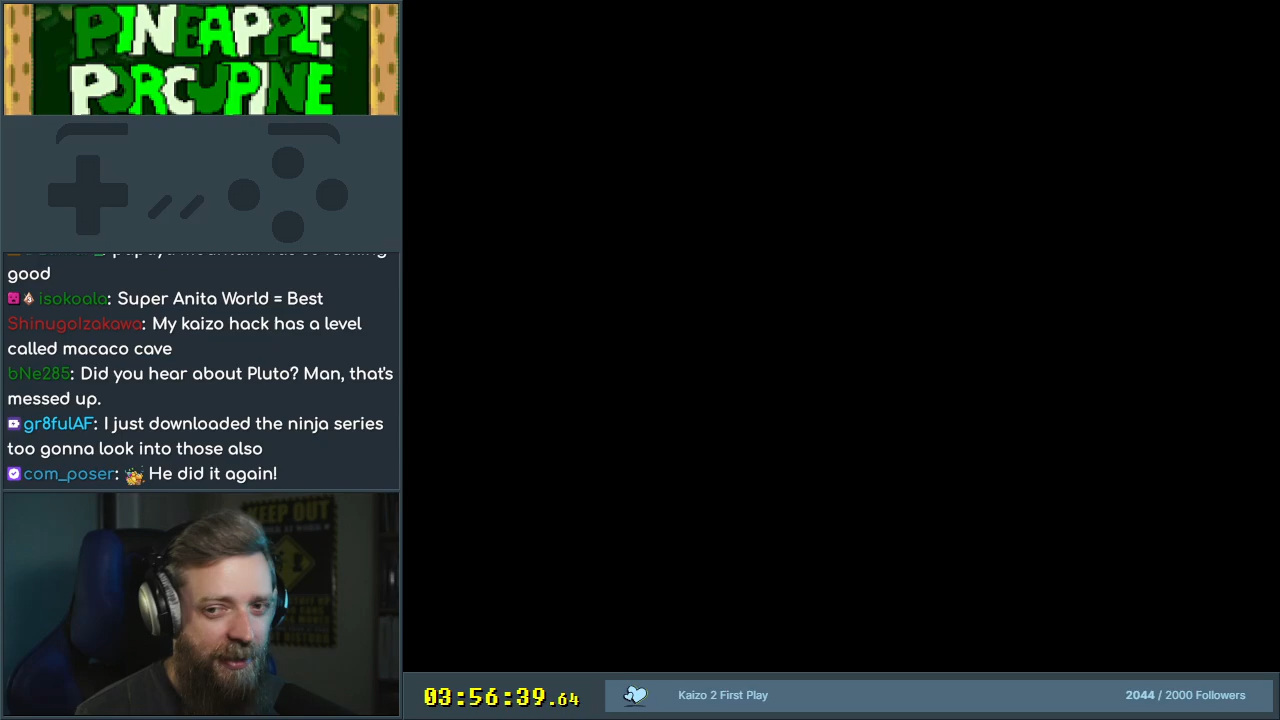 PINEAPPLE
PORCUPINE
good
isokoala: Super Anita World = Best
ShinugoIzakawa: My kaizo hack has a level
called macaco cave
bNe285: Did you hear about Pluto? Man, that's
messed up.
gr8fulAF: I just downloaded the ninja series
too gonna look into those also
com_poser: He did it again!
KEEP OUT
03:56:39.64
Kaizo 2 First Play
2044 / 2000 Followers